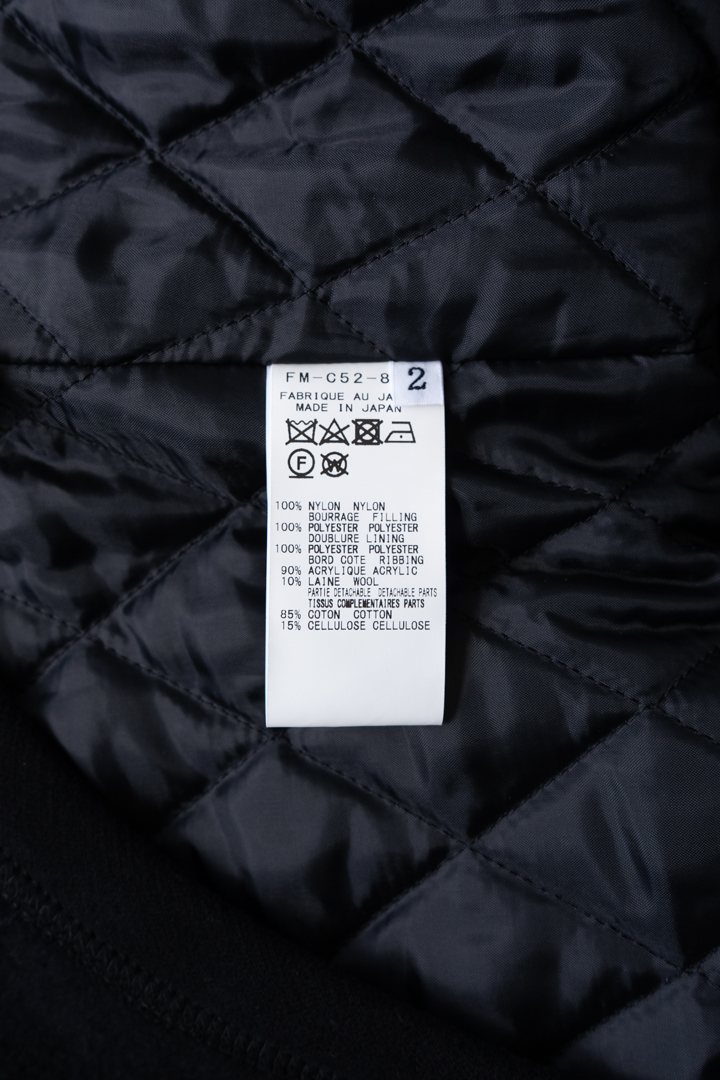 FM-C52-8
2
FABRIQUE AU JA
MADE IN JAPAN
F
W
100% NYLON NYLON
BOURRAGE FILLING
100% POLYESTER POLYESTER
DOUBLURE LINING
100% POLYESTER POLYESTER
BORD COTE RIBBING
90% ACRYLIQUE ACRYLIC
10% LAINE WOOL
PARTIE DETACHABLE DETACHABLE PARTS
TISSUS COMPLEMENTAIRES PARTS
85% COTON COTTON
15% CELLULOSE CELLULOSE